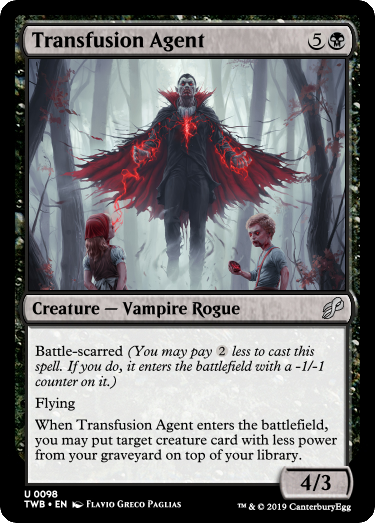 Transfusion Agent 5
Creature — Vampire Rogue
Battle-scarred (You may pay 2 less to cast this
spell. If you do, it enters the battlefield with a -1/-1
counter on it.)
Flying
When Transfusion Agent enters the battlefield,
you may put target creature card with less power
from your graveyard on top of your library.
4/3
U 0098
TWB • EN Flavio Greco Paglias
™ & © 2019 CanterburyEgg